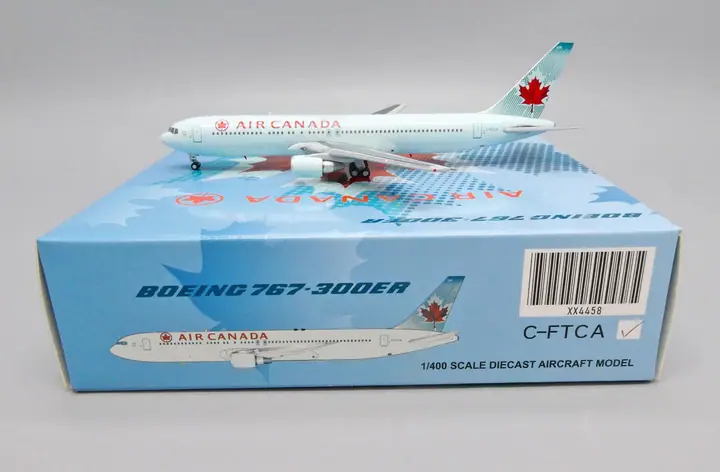 AIR CANADA
AIR CANADA
BOEING 767-300ER
BOEING 767-300ER
AIR CANADA
XX4458
C-FTCA
1/400 SCALE DIECAST AIRCRAFT MODEL